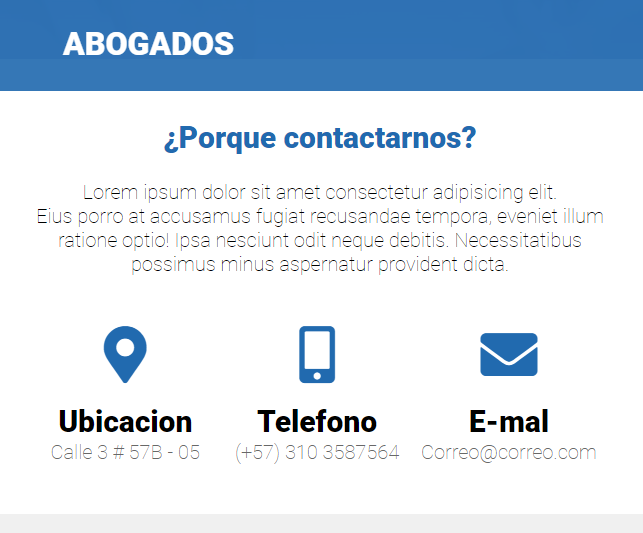 ABOGADOS
¿Porque contactarnos?
Lorem ipsum dolor sit amet consectetur adipisicing elit.
Eius porro at accusamus fugiat recusandae tempora, eveniet illum
ratione optio! Ipsa nesciunt odit neque debitis. Necessitatibus
possimus minus aspernatur provident dicta.
Ubicacion Telefono E-mal
Calle 3 # 57B - 05 (+57) 310 3587564 Correo@correo.com